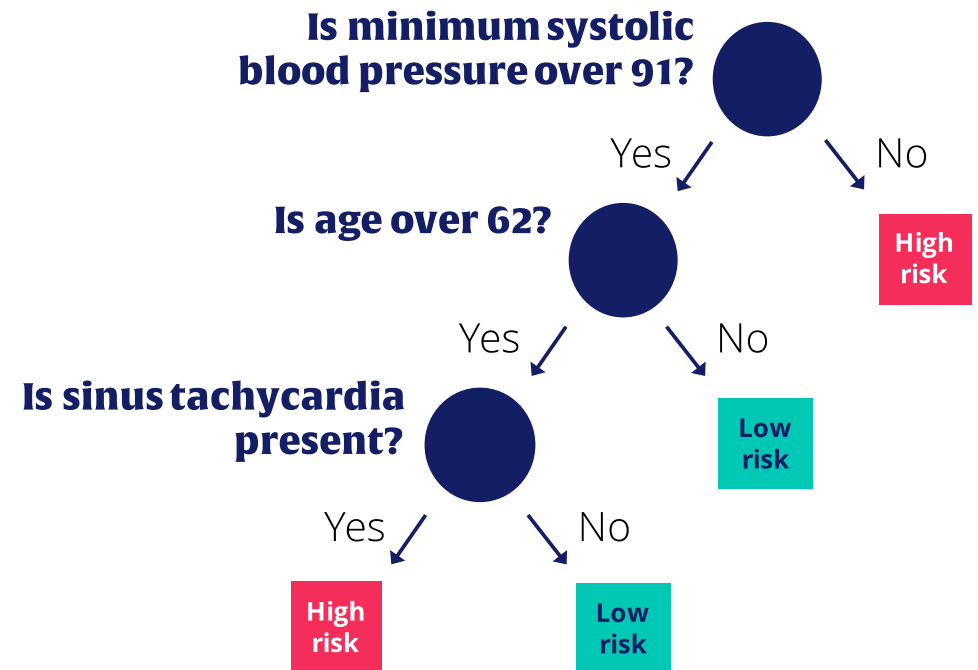 Is minimum systolic
blood pressure over 91?
Yes
No
High
risk
Is age over 62?
Yes
No
Low
risk
Is sinus tachycardia
present?
Yes
No
High
risk
Low
risk